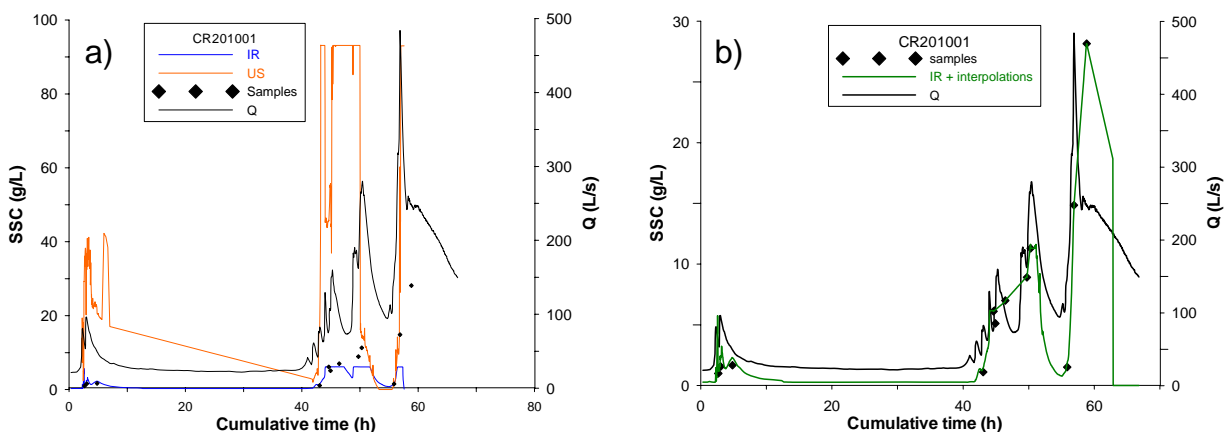 a)
CR201001
IR
US
Samples
Q
SSC (g/L)
100
80
60
40
20
0
Q (L/s)
500
400
300
200
100
0
0 20 40 60 80
Cumulative time (h)
b)
CR201001
samples
IR + interpolations
Q
SSC (g/L)
30
20
10
0
Q (L/s)
500
400
300
200
100
0
0 20 40 60
Cumulative time (h)